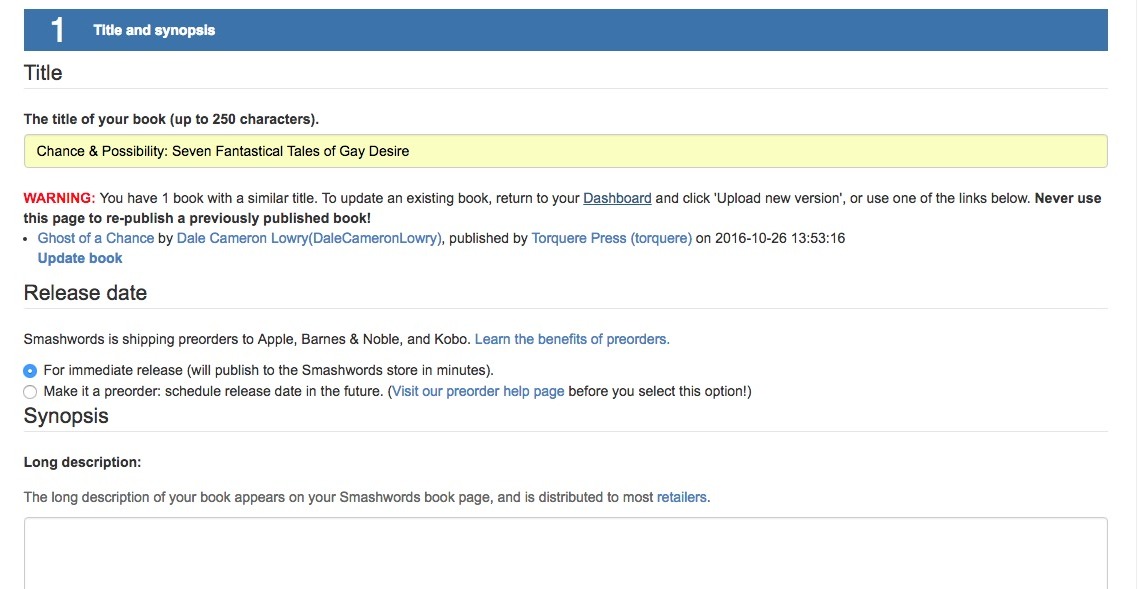 1 Title and synopsis
Title
The title of your book (up to 250 characters).
Chance & Possibility: Seven Fantastical Tales of Gay Desire
WARNING: You have 1 book with a similar title. To update an existing book, return to your Dashboard and click 'Upload new version', or use one of the links below. Never use
this page to re-publish a previously published book!
• Ghost of a Chance by Dale Cameron Lowry(DaleCameronLowry), published by Torquere Press (torquere) on 2016-10-26 13:53:16
Update book
Release date
Smashwords is shipping preorders to Apple, Barnes & Noble, and Kobo. Learn the benefits of preorders.
For immediate release (will publish to the Smashwords store in minutes).
Make it a preorder: schedule release date in the future. (Visit our preorder help page before you select this option!)
Synopsis
Long description:
The long description of your book appears on your Smashwords book page, and is distributed to most retailers.